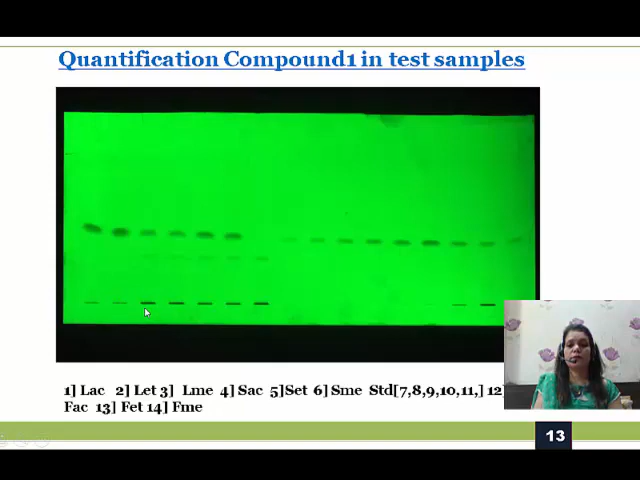 Quantification Compound1 in test samples
1] Lac 2] Let 3] Lme 4] Sac 5]Set 6] Sme Std[7,8,9,10,11,] 12]
Fac 13] Fet 14] Fme
13